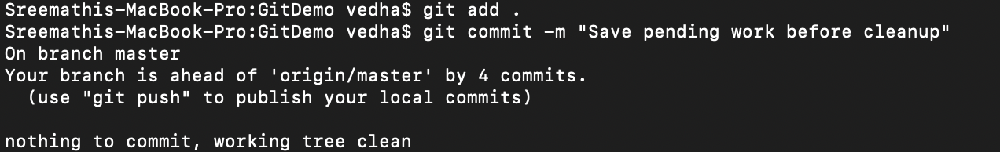 Sreemathis-MacBook-Pro:GitDemo vedha$ git add .
Sreemathis-MacBook-Pro:GitDemo vedha$ git commit -m "Save pending work before cleanup"
On branch master
Your branch is ahead of 'origin/master' by 4 commits.
  (use "git push" to publish your local commits)

nothing to commit, working tree clean